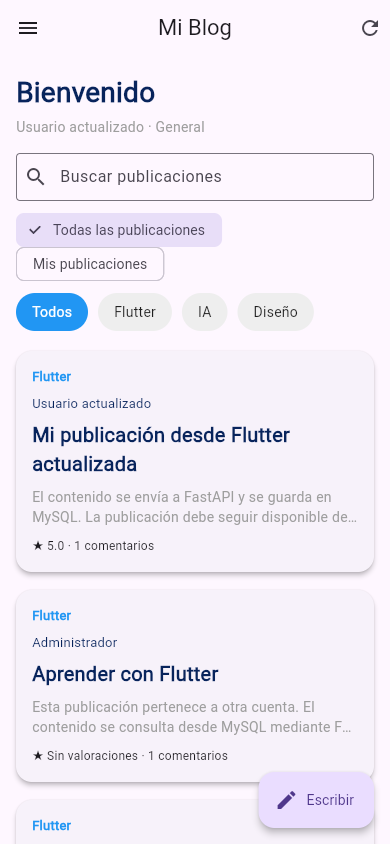 Mi Blog
Bienvenido
Usuario actualizado · General
Buscar publicaciones
Todas las publicaciones
Mis publicaciones
Todos
Flutter
IA
Diseño
Flutter
Usuario actualizado
Mi publicación desde Flutter
actualizada
El contenido se envía a FastAPI y se guarda en
MySQL. La publicación debe seguir disponible de…
★ 5.0 · 1 comentarios
Flutter
Administrador
Aprender con Flutter
Esta publicación pertenece a otra cuenta. El
contenido se consulta desde MySQL mediante F…
★ Sin valoraciones · 1 comentarios
Escribir
Flutter